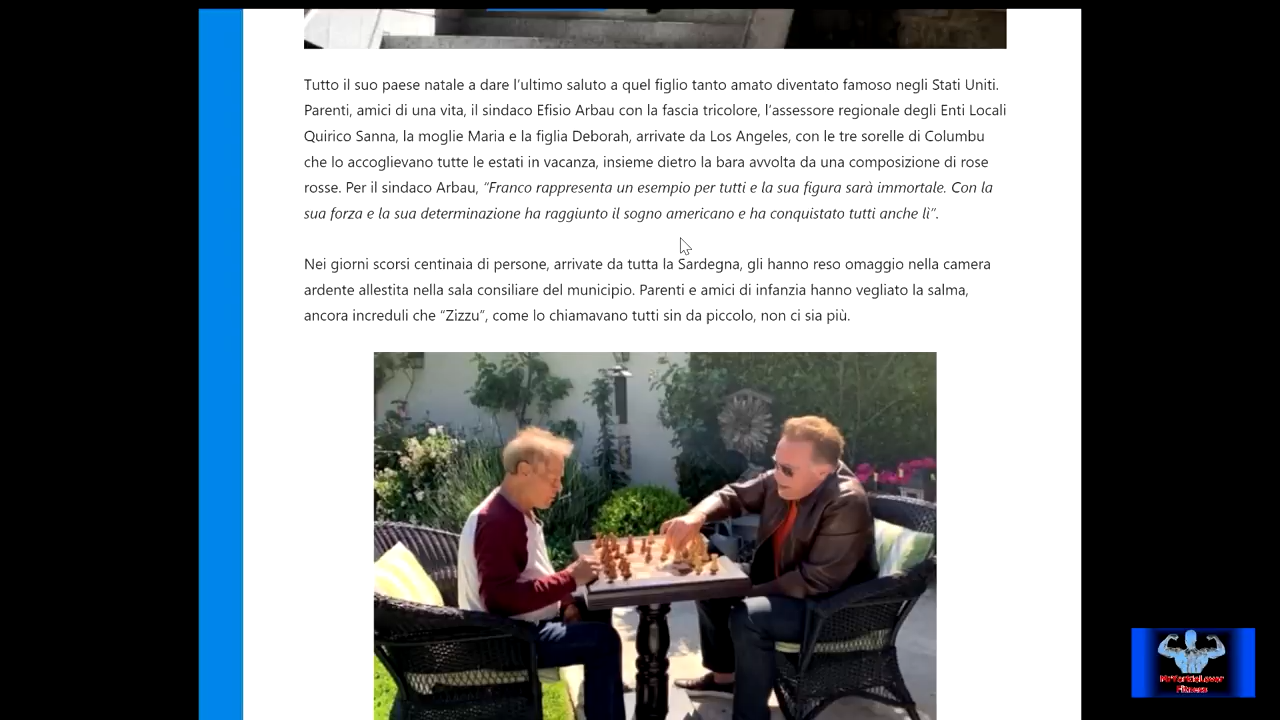 Tutto il suo paese natale a dare l’ultimo saluto a quel figlio tanto amato diventato famoso negli Stati Uniti.
Parenti, amici di una vita, il sindaco Efisio Arbau con la fascia tricolore, l’assessore regionale degli Enti Locali
Quirico Sanna, la moglie Maria e la figlia Deborah, arrivate da Los Angeles, con le tre sorelle di Columbu
che lo accoglievano tutte le estati in vacanza, insieme dietro la bara avvolta da una composizione di rose
rosse. Per il sindaco Arbau, “Franco rappresenta un esempio per tutti e la sua figura sarà immortale. Con la
sua forza e la sua determinazione ha raggiunto il sogno americano e ha conquistato tutti anche lì”.
Nei giorni scorsi centinaia di persone, arrivate da tutta la Sardegna, gli hanno reso omaggio nella camera
ardente allestita nella sala consiliare del municipio. Parenti e amici di infanzia hanno vegliato la salma,
ancora increduli che “Zizzu”, come lo chiamavano tutti sin da piccolo, non ci sia più.
Fitness